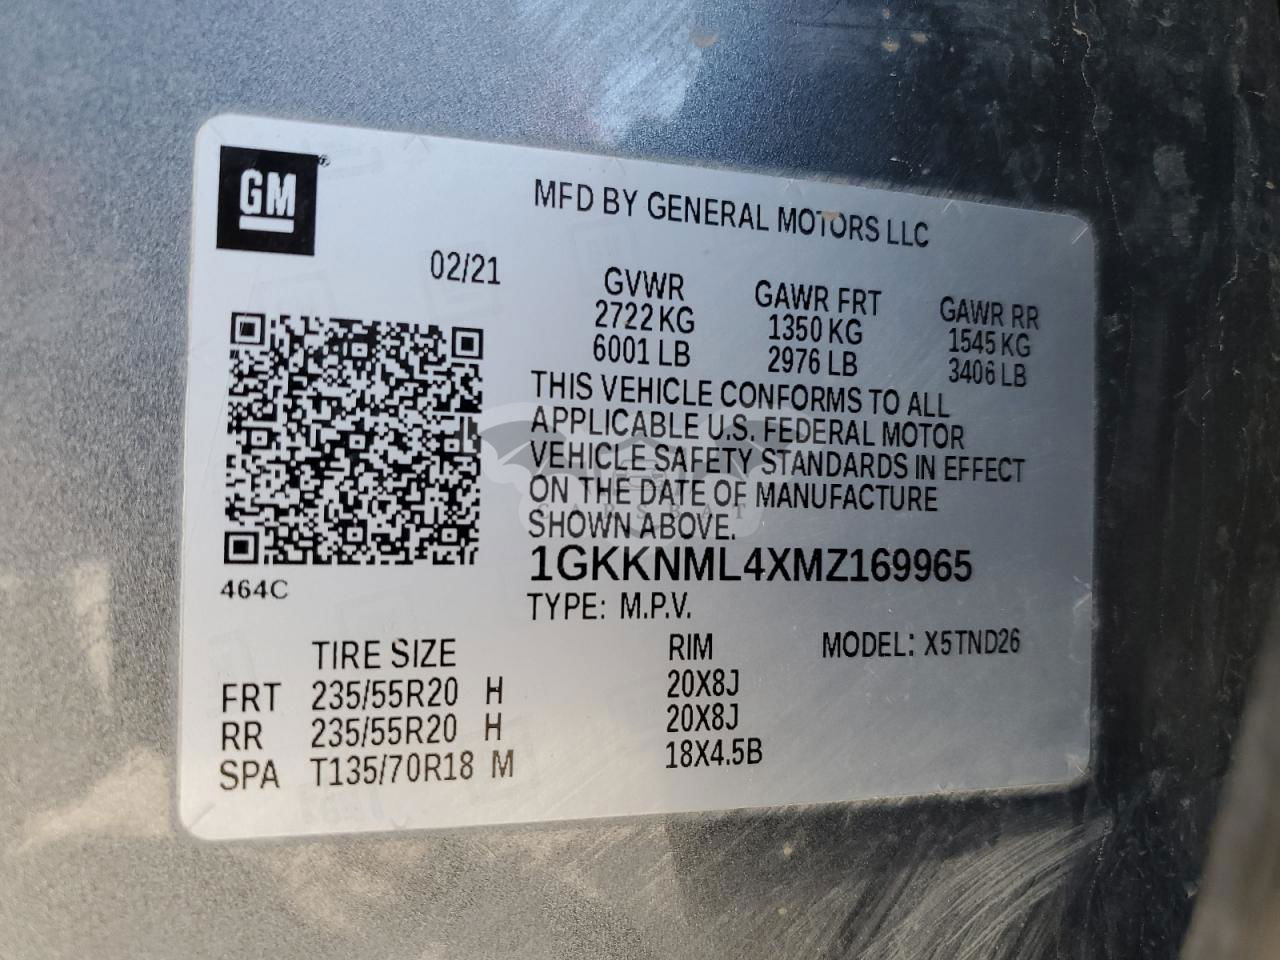 GM®
MFD BY GENERAL MOTORS LLC
02/21
GVWR GAWR FRT GAWR RR
2722 KG 1350 KG 1545 KG
6001 LB 2976 LB 3406 LB
THIS VEHICLE CONFORMS TO ALL
APPLICABLE U.S. FEDERAL MOTOR
VEHICLE SAFETY STANDARDS IN EFFECT
ON THE DATE OF MANUFACTURE
CARSBAT
SHOWN ABOVE.
1GKKNML4XMZ169965
464C
TYPE: M.P.V.
TIRE SIZE RIM MODEL: X5TND26
FRT 235/55R20 H 20X8J
RR 235/55R20 H 20X8J
SPA T135/70R18 M 18X4.5B